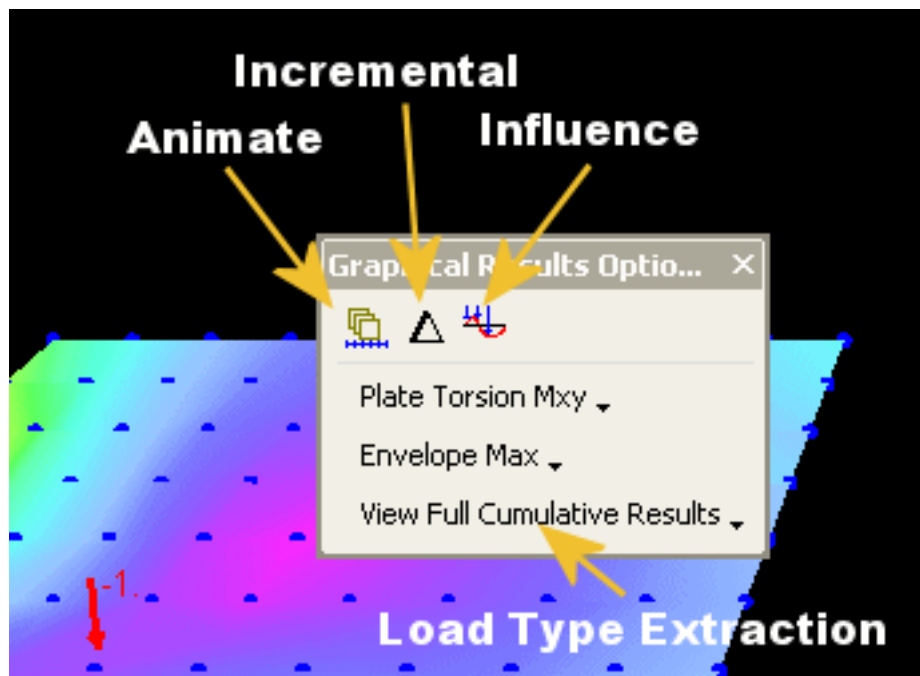 Incremental
Animate
Influence
Graphical Results Optio...
Plate Torsion Mxy
Envelope Max
View Full Cumulative Results
-1.
Load Type Extraction